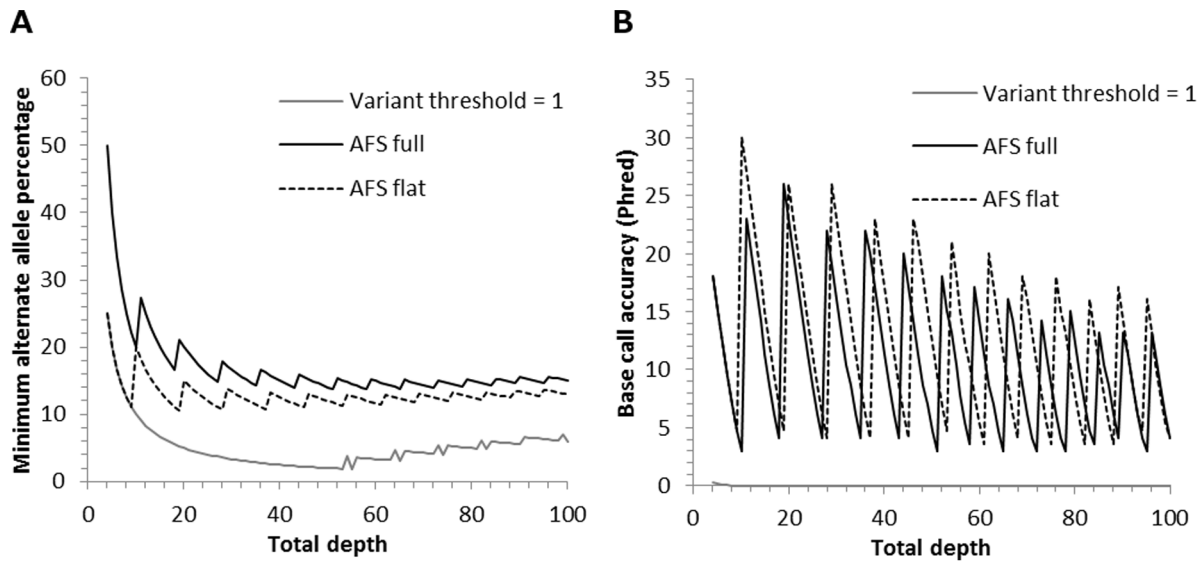 A
Minimum alternate allele percentage
60
50
40
30
20
10
0
Variant threshold = 1
AFS full
AFS flat
0 20 40 60 80 100
Total depth
B
Base call accuracy (Phred)
35
30
25
20
15
10
5
0
Variant threshold = 1
AFS full
AFS flat
0 20 40 60 80 100
Total depth